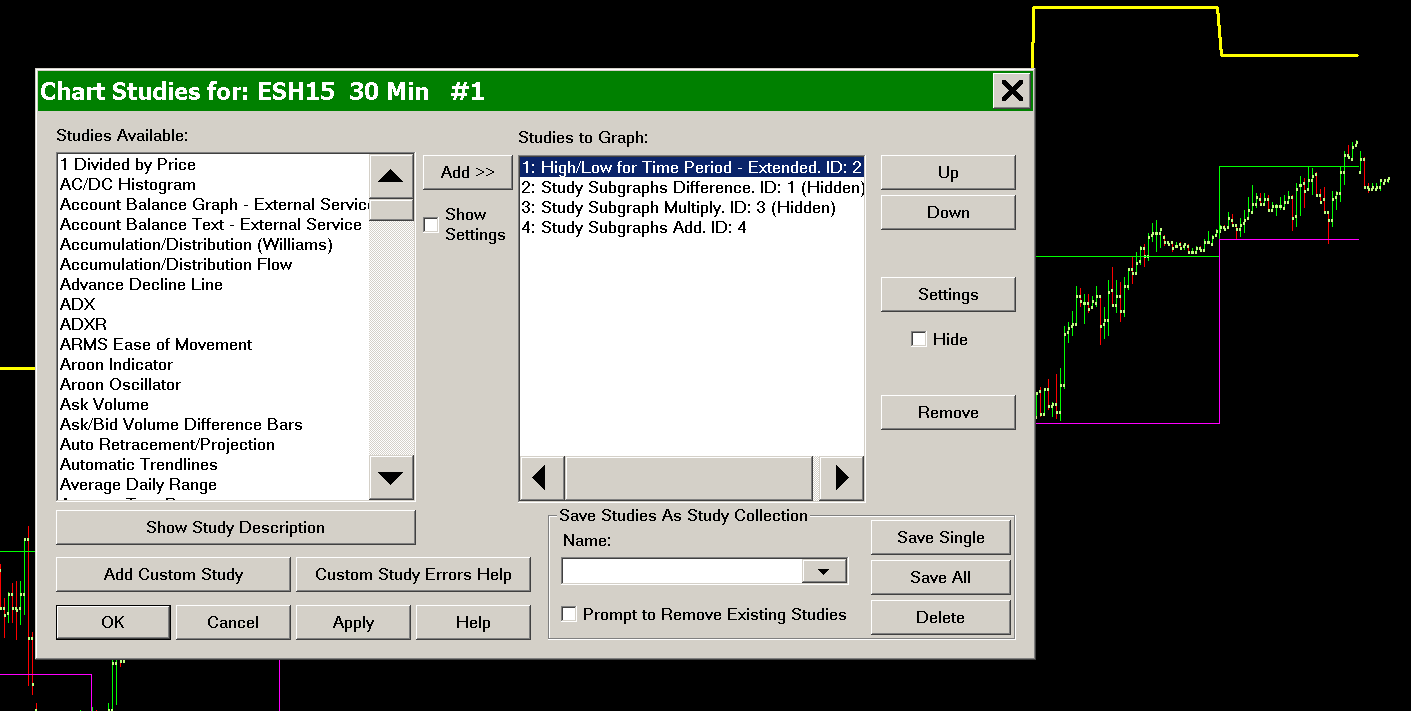 Chart Studies for: ESH15 30 Min #1
Studies Available:
1 Divided by Price
AC/DC Histogram
Account Balance Graph - External Service
Account Balance Text - External Service
Accumulation/Distribution (Williams)
Accumulation/Distribution Flow
Advance Decline Line
ADX
ADXR
ARMS Ease of Movement
Aroon Indicator
Aroon Oscillator
Ask Volume
Ask/Bid Volume Difference Bars
Auto Retracement/Projection
Automatic Trendlines
Average Daily Range
Show Study Description
Add Custom Study
Custom Study Errors Help
OK
Cancel
Apply
Help
Add >>
Show
Settings
Studies to Graph:
1: High/Low for Time Period - Extended. ID: 2
2: Study Subgraphs Difference. ID: 1 (Hidden)
3: Study Subgraph Multiply. ID: 3 (Hidden)
4: Study Subgraphs Add. ID: 4
Up
Down
Settings
Hide
Remove
Save Studies As Study Collection
Name:
Prompt to Remove Existing Studies
Save Single
Save All
Delete